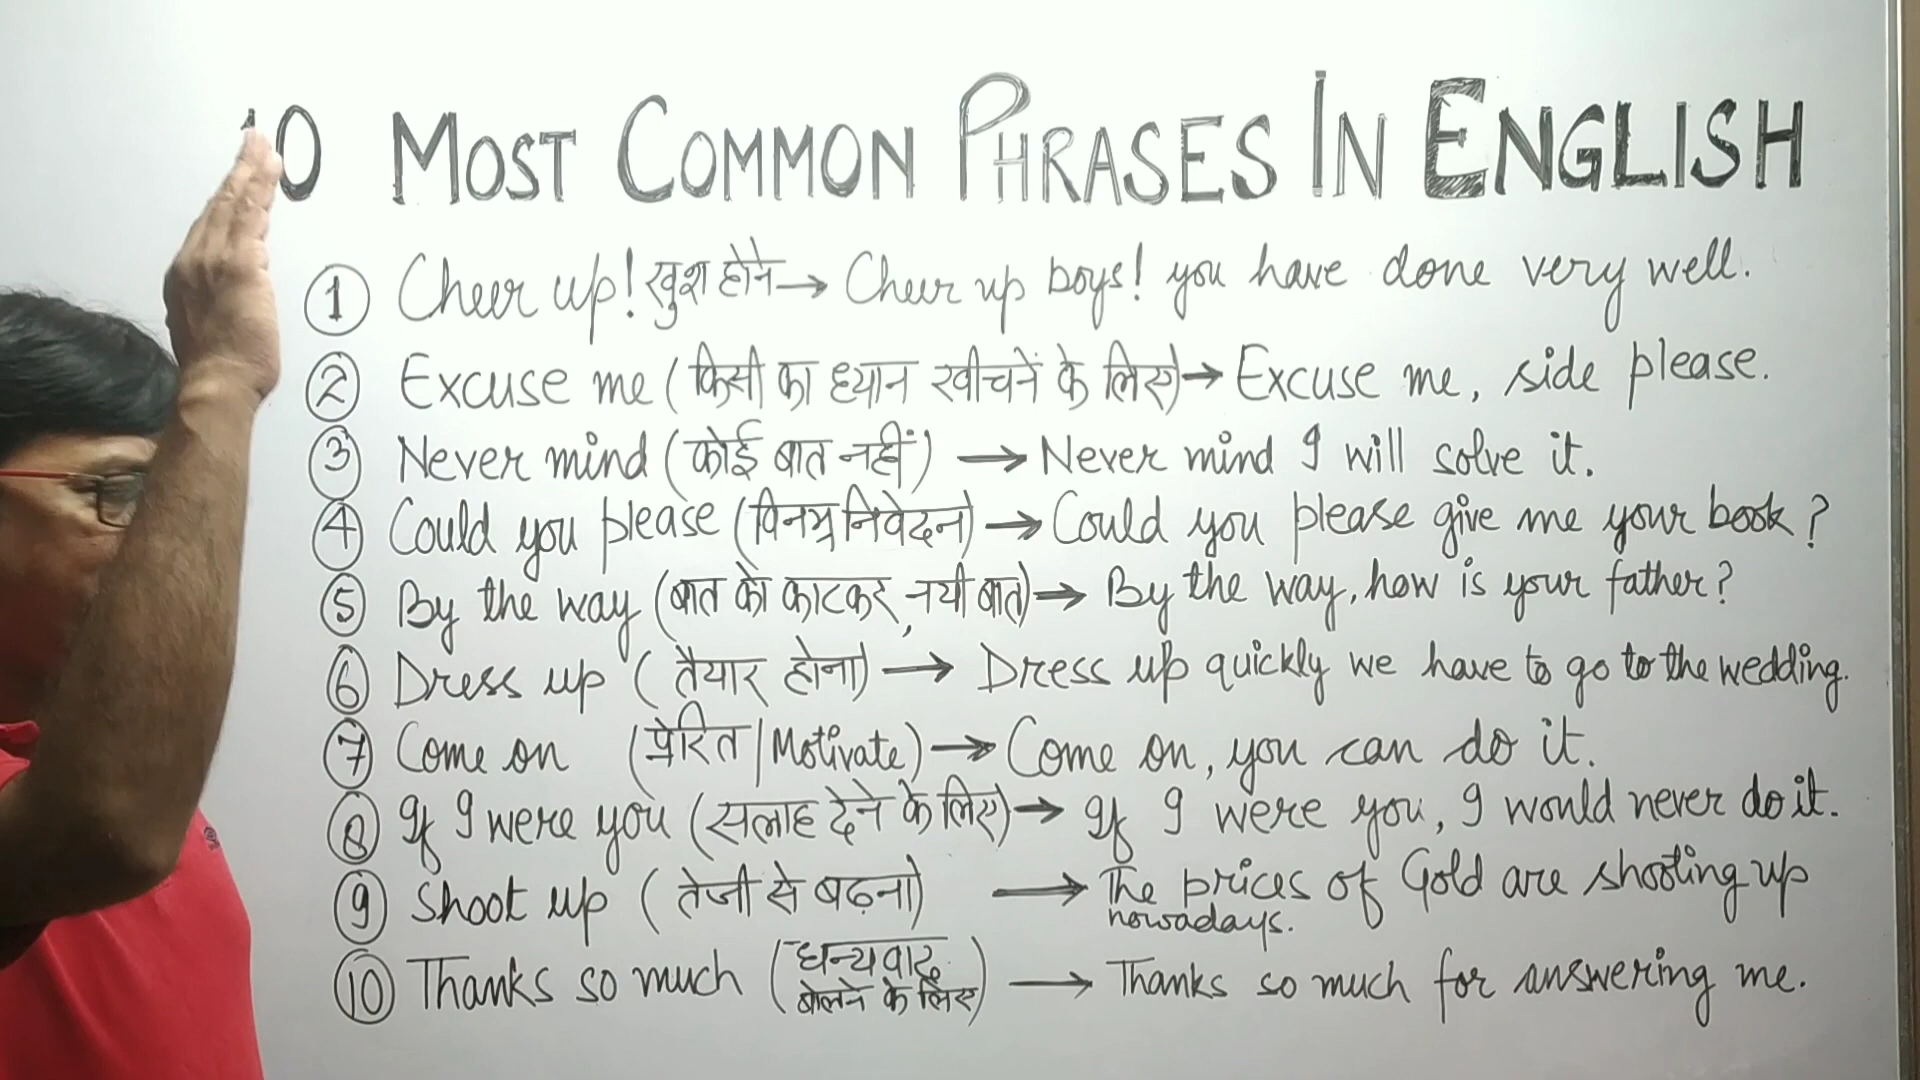 10 MOST COMMON PHRASES IN ENGLISH
① Cheer up! खुश होने → Cheer up boys! you have done very well.
② Excuse me (किसी का ध्यान खीचनें के लिए) → Excuse me, side please.
③ Never mind (कोई बात नहीं) → Never mind I will solve it.
④ Could you please (विनम्र निवेदन) → Could you please give me your book?
⑤ By the way (बात को काटकर, नयी बात) → By the way, how is your father?
⑥ Dress up (तैयार होना) → Dress up quickly we have to go to the wedding.
⑦ Come on (प्रेरित/Motivate) → Come on, you can do it.
⑧ If I were you (सलाह देने के लिए) → If I were you, I would never do it.
⑨ Shoot up (तेजी से बढ़ना) → The prices of Gold are shooting up
nowadays.
⑩ Thanks so much (धन्यवाद बोलने के लिए) → Thanks so much for answering me.